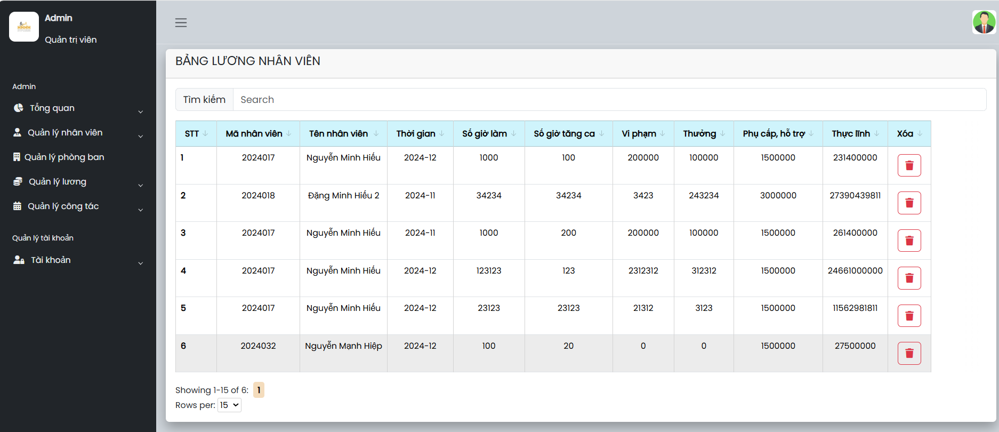 Admin
Quản trị viên
Admin
Tổng quan
Quản lý nhân viên
Quản lý phòng ban
Quản lý lương
Quản lý công tác
Quản lý tài khoản
Tài khoản
BẢNG LƯƠNG NHÂN VIÊN
Tìm kiếm Search
STT Mã nhân viên Tên nhân viên Thời gian Số giờ làm Số giờ tăng ca Vi phạm Thưởng Phụ cấp, hỗ trợ Thực lĩnh Xóa
1 2024017 Nguyễn Minh Hiếu 2024-12 1000 100 200000 100000 1500000 231400000
2 2024018 Đặng Minh Hiếu 2 2024-11 34234 34234 3423 243234 3000000 27390439811
3 2024017 Nguyễn Minh Hiếu 2024-11 1000 200 200000 100000 1500000 261400000
4 2024017 Nguyễn Minh Hiếu 2024-12 123123 123 2312312 312312 1500000 24661000000
5 2024017 Nguyễn Minh Hiếu 2024-12 23123 23123 21312 3123 1500000 11562981811
6 2024032 Nguyễn Mạnh Hiệp 2024-12 100 20 0 0 1500000 27500000
Showing 1-15 of 6: 1
Rows per: 15